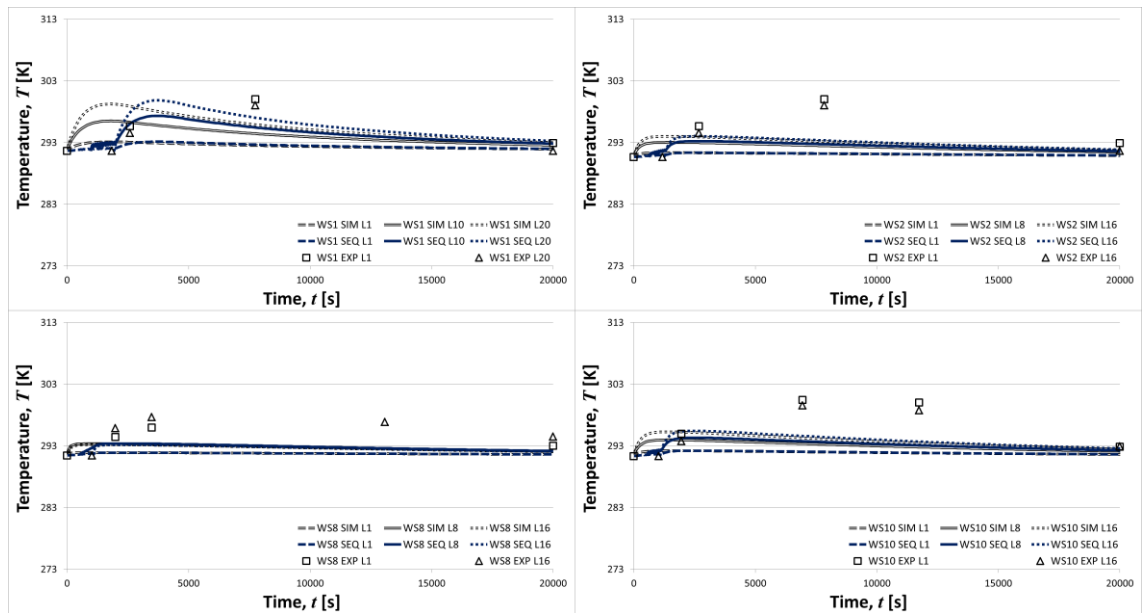 313
303
293
283
273
Temperature, T [K]
WS1 SIM L1 WS1 SIM L10 WS1 SIM L20
WS1 SEQ L1 WS1 SEQ L10 WS1 SEQ L20
WS1 EXP L1 WS1 EXP L20
0 5000 10000 15000 20000
Time, t [s]
313
303
293
283
273
Temperature, T [K]
WS2 SIM L1 WS2 SIM L8 WS2 SIM L16
WS2 SEQ L1 WS2 SEQ L8 WS2 SEQ L16
WS2 EXP L1 WS2 EXP L16
0 5000 10000 15000 20000
Time, t [s]
313
303
293
283
273
Temperature, T [K]
WS8 SIM L1 WS8 SIM L8 WS8 SIM L16
WS8 SEQ L1 WS8 SEQ L8 WS8 SEQ L16
WS8 EXP L1 WS8 EXP L16
0 5000 10000 15000 20000
Time, t [s]
313
303
293
283
273
Temperature, T [K]
WS10 SIM L1 WS10 SIM L8 WS10 SIM L16
WS10 SEQ L1 WS10 SEQ L8 WS10 SEQ L16
WS10 EXP L1 WS10 EXP L16
0 5000 10000 15000 20000
Time, t [s]